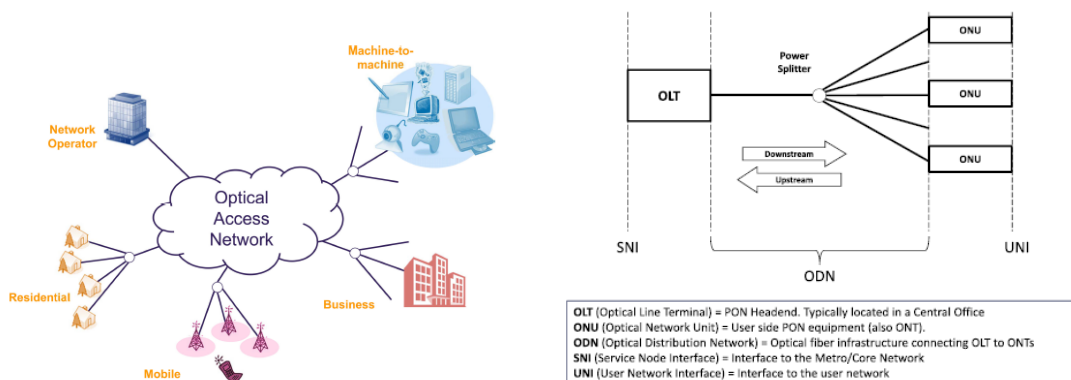 Machine-to-
machine
Network
Operator
Optical
Access
Network
Residential
Business
Mobile
Power
Splitter
OLT
ONU
ONU
ONU
Downstream
Upstream
SNI
UNI
ODN
OLT (Optical Line Terminal) = PON Headend. Typically located in a Central Office
ONU (Optical Network Unit) = User side PON equipment (also ONT).
ODN (Optical Distribution Network) = Optical fiber infrastructure connecting OLT to ONTs
SNI (Service Node Interface) = Interface to the Metro/Core Network
UNI (User Network Interface) = Interface to the user network